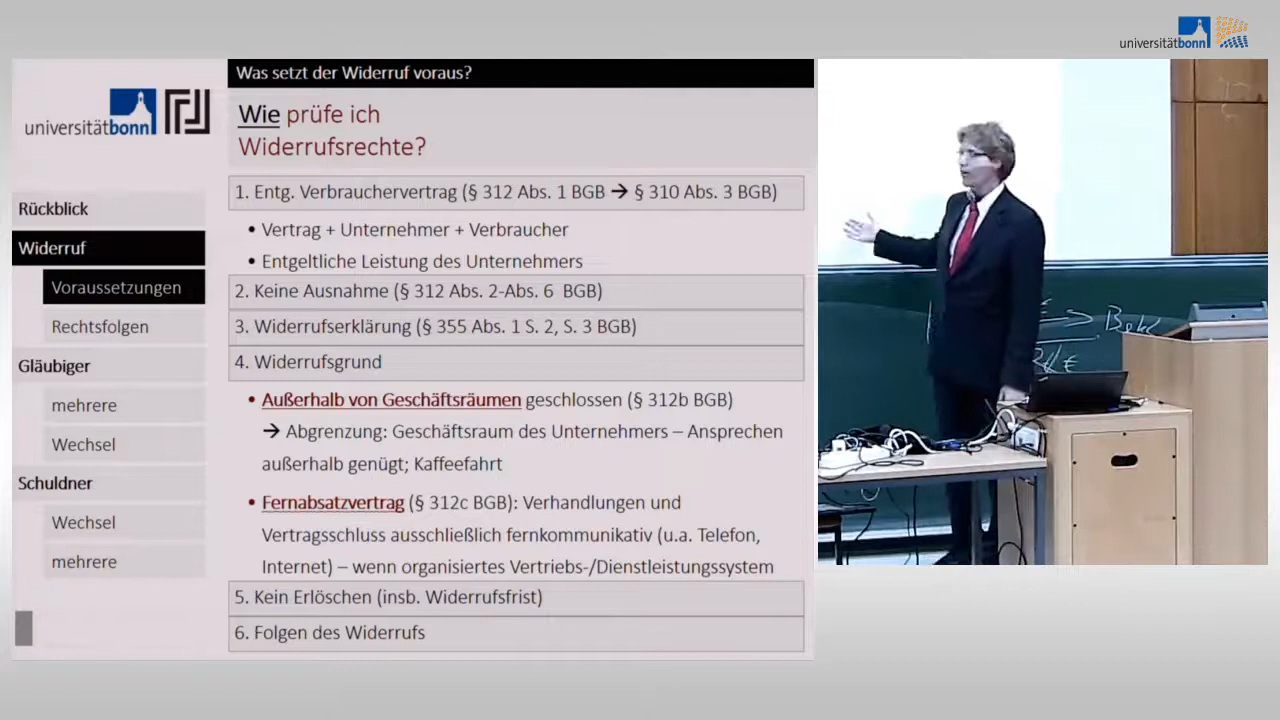 universitätbonn
Was setzt der Widerruf voraus?
universitätbonn
Wie prüfe ich
Widerrufsrechte?
Rückblick
Widerruf
Voraussetzungen
Rechtsfolgen
Gläubiger
mehrere
Wechsel
Schuldner
Wechsel
mehrere
1. Entg. Verbrauchervertrag (§ 312 Abs. 1 BGB → § 310 Abs. 3 BGB)
• Vertrag + Unternehmer + Verbraucher
• Entgeltliche Leistung des Unternehmers
2. Keine Ausnahme (§ 312 Abs. 2-Abs. 6 BGB)
3. Widerrufserklärung (§ 355 Abs. 1 S. 2, S. 3 BGB)
4. Widerrufsgrund
• Außerhalb von Geschäftsräumen geschlossen (§ 312b BGB)
→ Abgrenzung: Geschäftsraum des Unternehmers – Ansprechen
außerhalb genügt; Kaffeefahrt
• Fernabsatzvertrag (§ 312c BGB): Verhandlungen und
Vertragsschluss ausschließlich fernkommunikativ (u.a. Telefon,
Internet) – wenn organisiertes Vertriebs-/Dienstleistungssystem
5. Kein Erlöschen (insb. Widerrufsfrist)
6. Folgen des Widerrufs